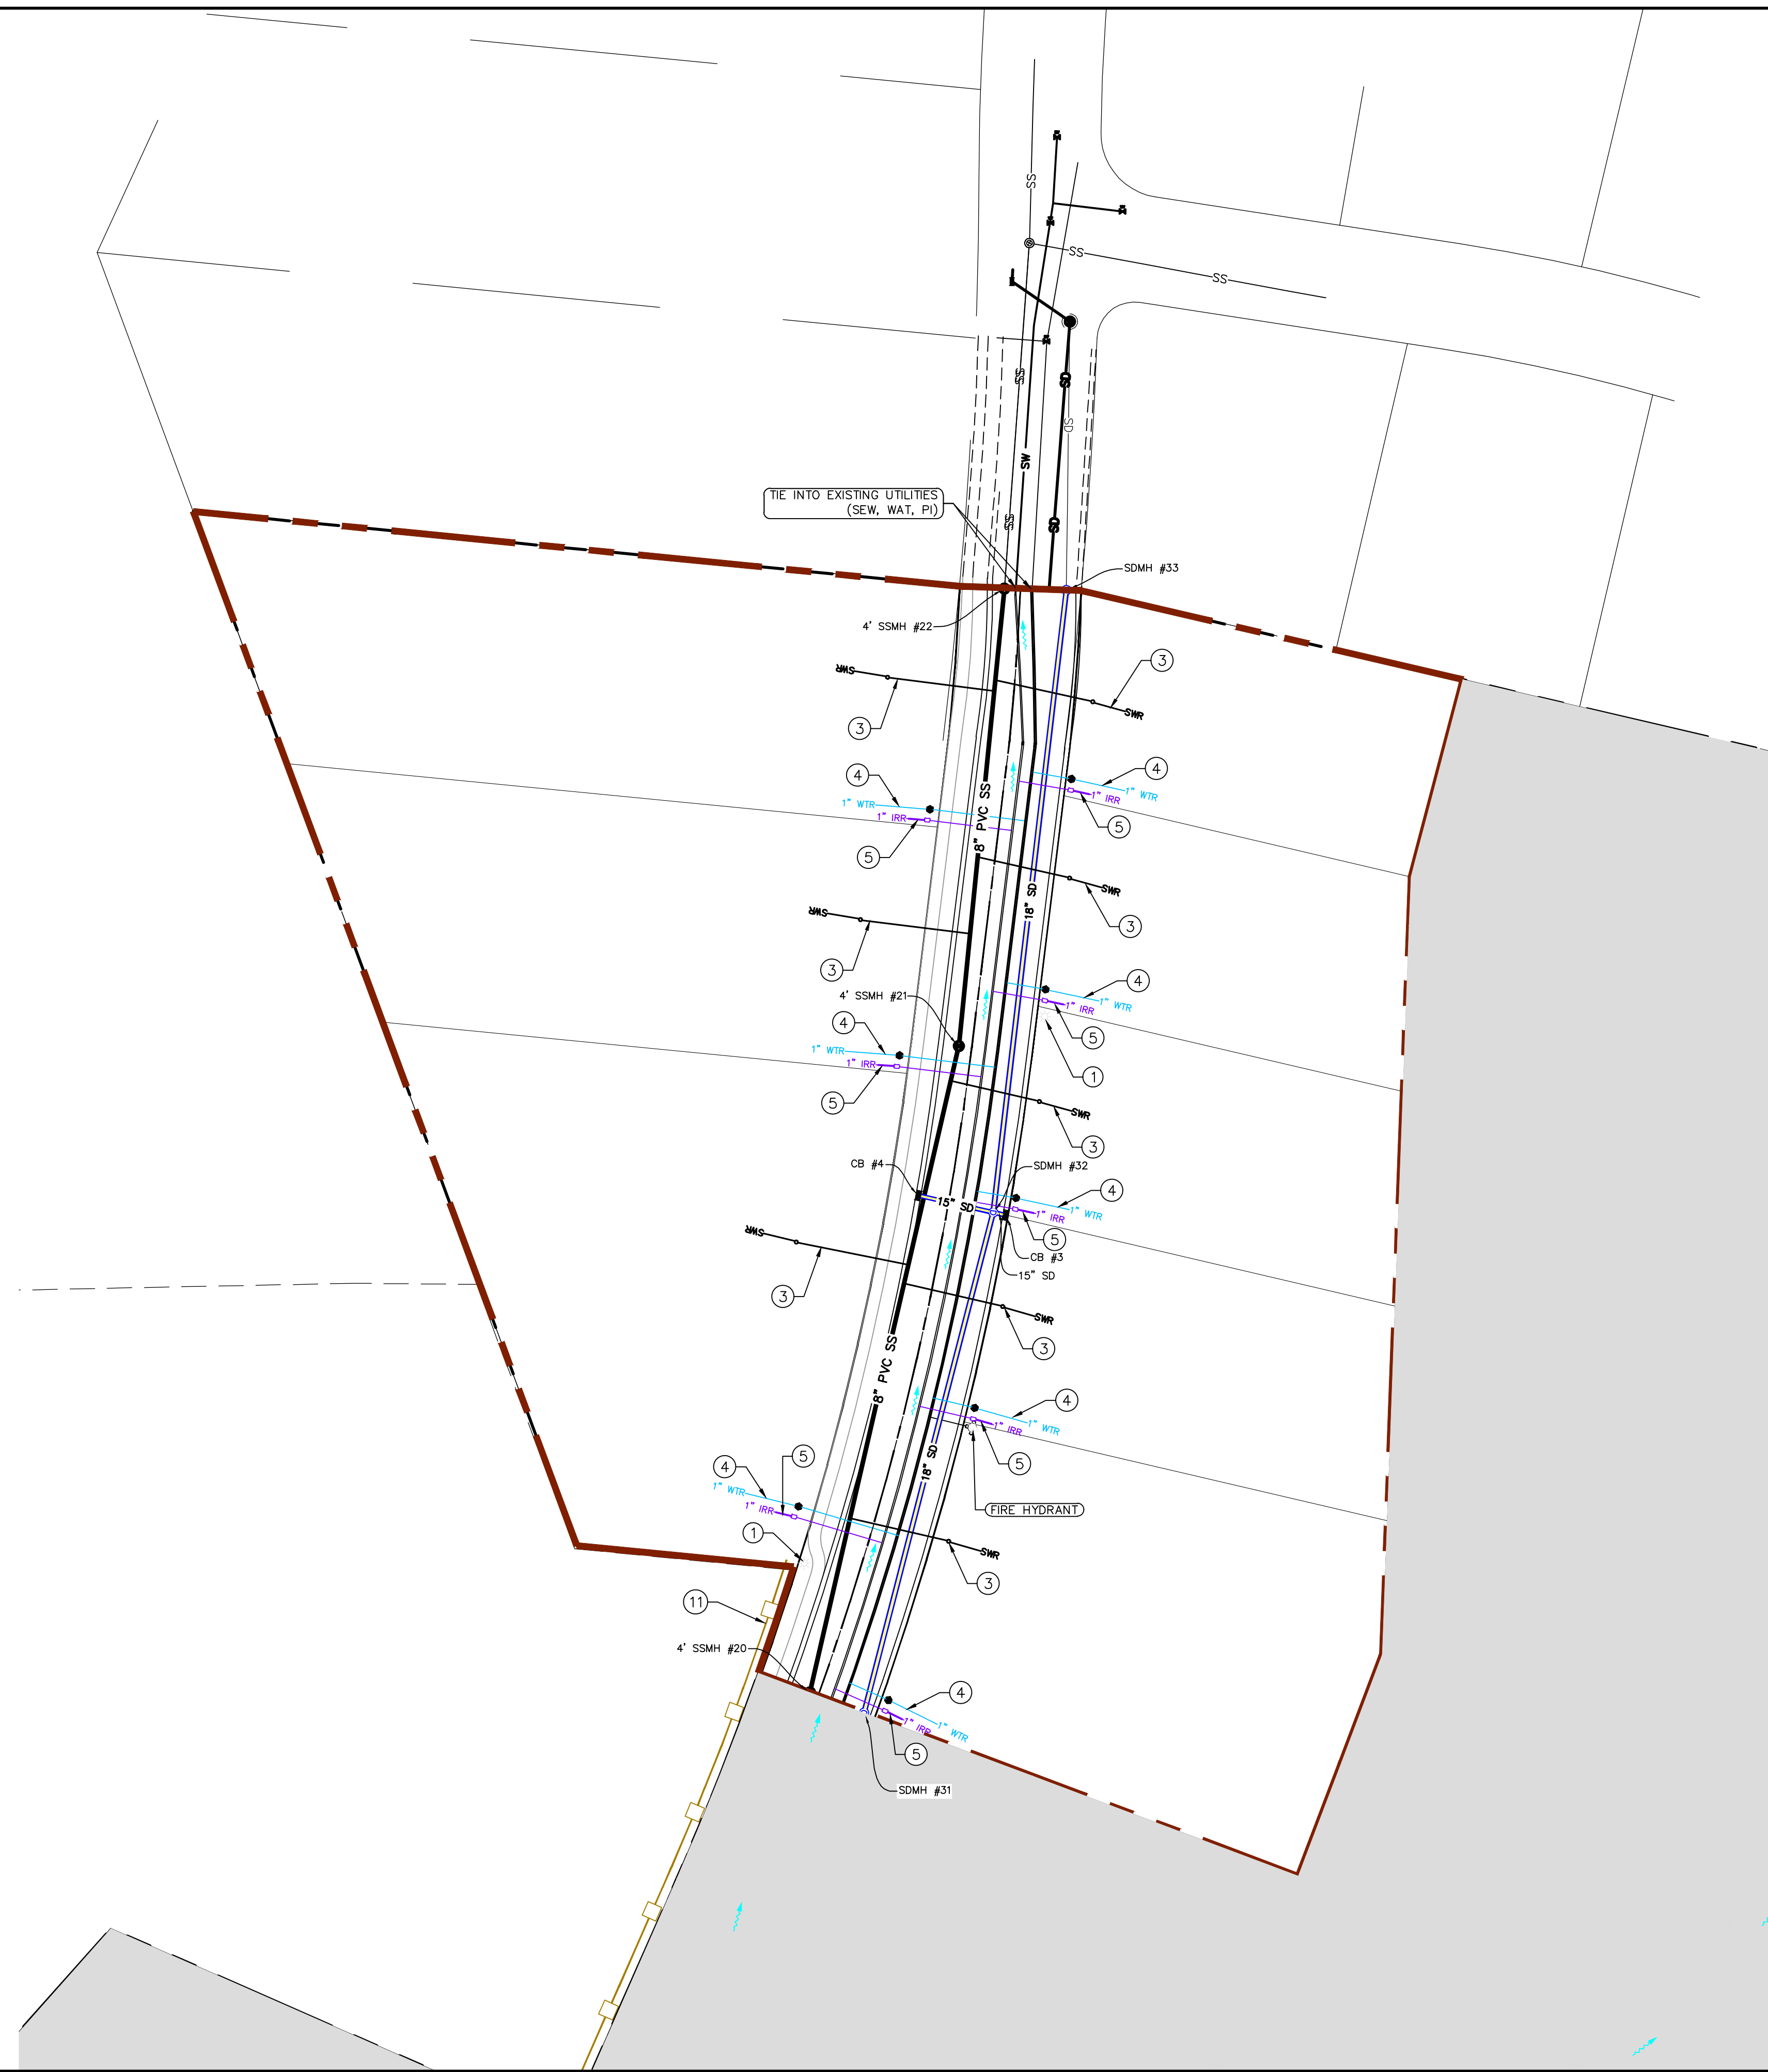 SS
SS
SS
SS
SD
SD
SW
TIE INTO EXISTING UTILITIES
(SEW, WAT, PI)
SS
SD
SDMH #33
4' SSMH #22
3
SWR
3
SWR
4
4
1" WTR
1" WTR
1" IRR
1" IRR
8" PVC SS
5
5
SWR
18" SD
SWR
3
3
4
4' SSMH #21
1" WTR
1" IRR
4
5
1" WTR
1" IRR
1
5
SWR
3
CB #4
SDMH #32
4
15" SD
1" WTR
1" IRR
SWR
5
CB #3
15" SD
3
SWR
3
8" PVC SS
4
1" WTR
1" IRR
5
18" SD
5
4
1" WTR
1" IRR
FIRE HYDRANT
1
SWR
3
11
4' SSMH #20
4
1" IRR
1" WTR
5
SDMH #31